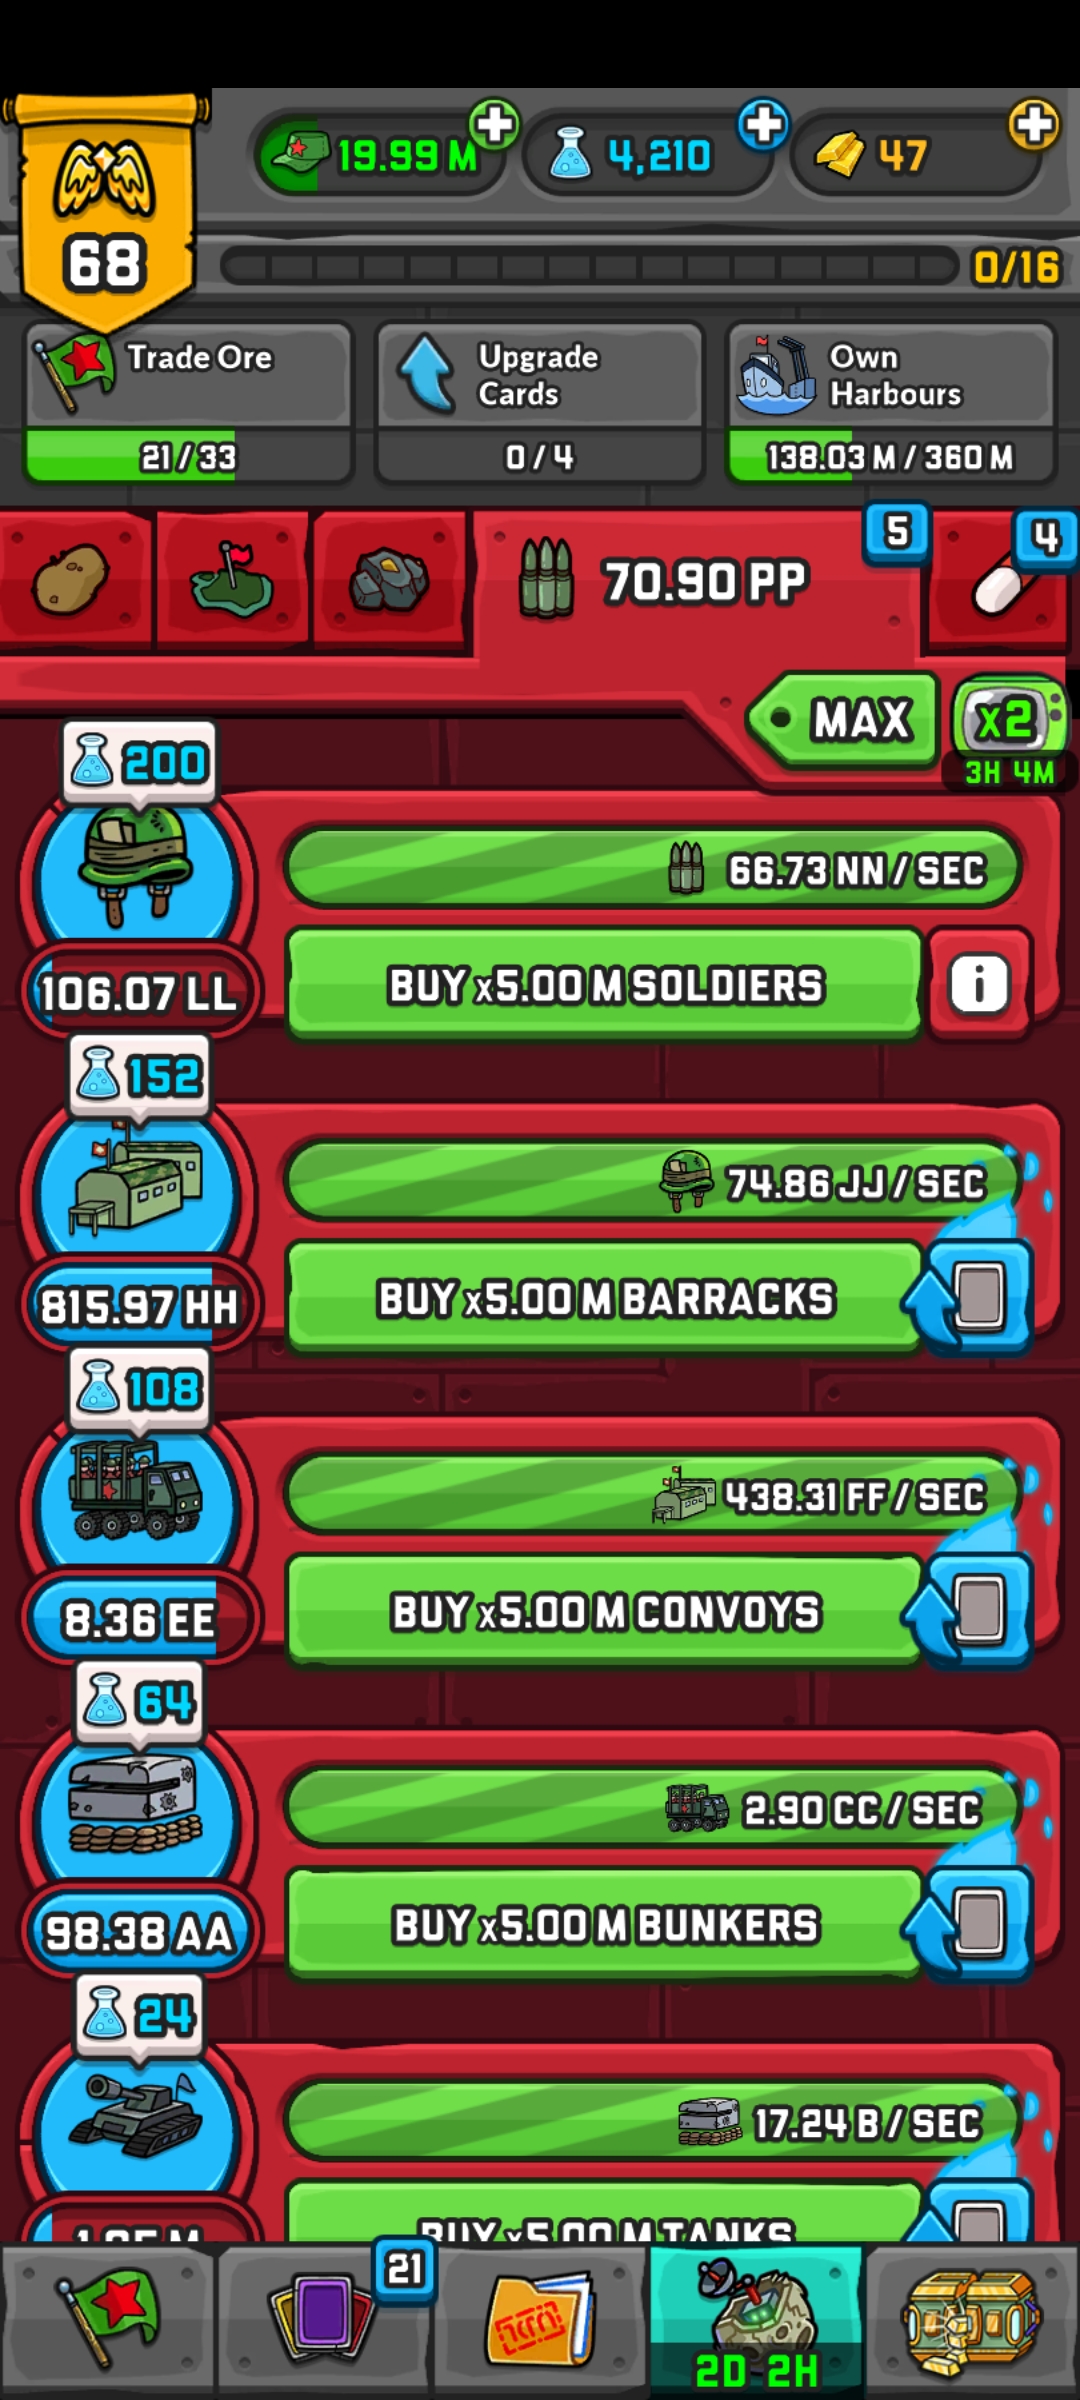 19.99 M
4,210
47
68
0/16
Trade Ore
21/33
Upgrade
Cards
0/4
Own
Harbours
138.03 M / 360 M
70.90 PP
5
4
MAX
x2
3H 4M
200
66.73 NN / SEC
106.07 LL
BUY x5.00 M SOLDIERS
i
152
74.86 JJ / SEC
815.97 HH
BUY x5.00 M BARRACKS
108
438.31 FF / SEC
8.36 EE
BUY x5.00 M CONVOYS
64
2.90 CC / SEC
98.38 AA
BUY x5.00 M BUNKERS
24
17.24 B / SEC
BUY x5.00 M TANKS
21
2D 2H